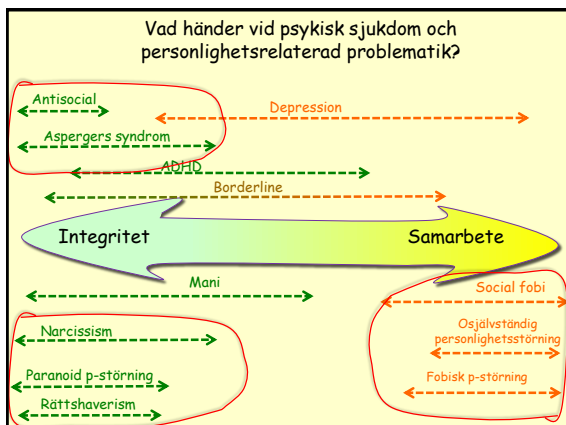 Vad händer vid psykisk sjukdom och
personlighetsrelaterad problematik?
Antisocial
Depression
Aspergers syndrom
ADHD
Borderline
Integritet
Samarbete
Mani
Social fobi
Narcissism
Osjälvständig
personlighetsstörning
Paranoid p-störning
Fobisk p-störning
Rättshaverism